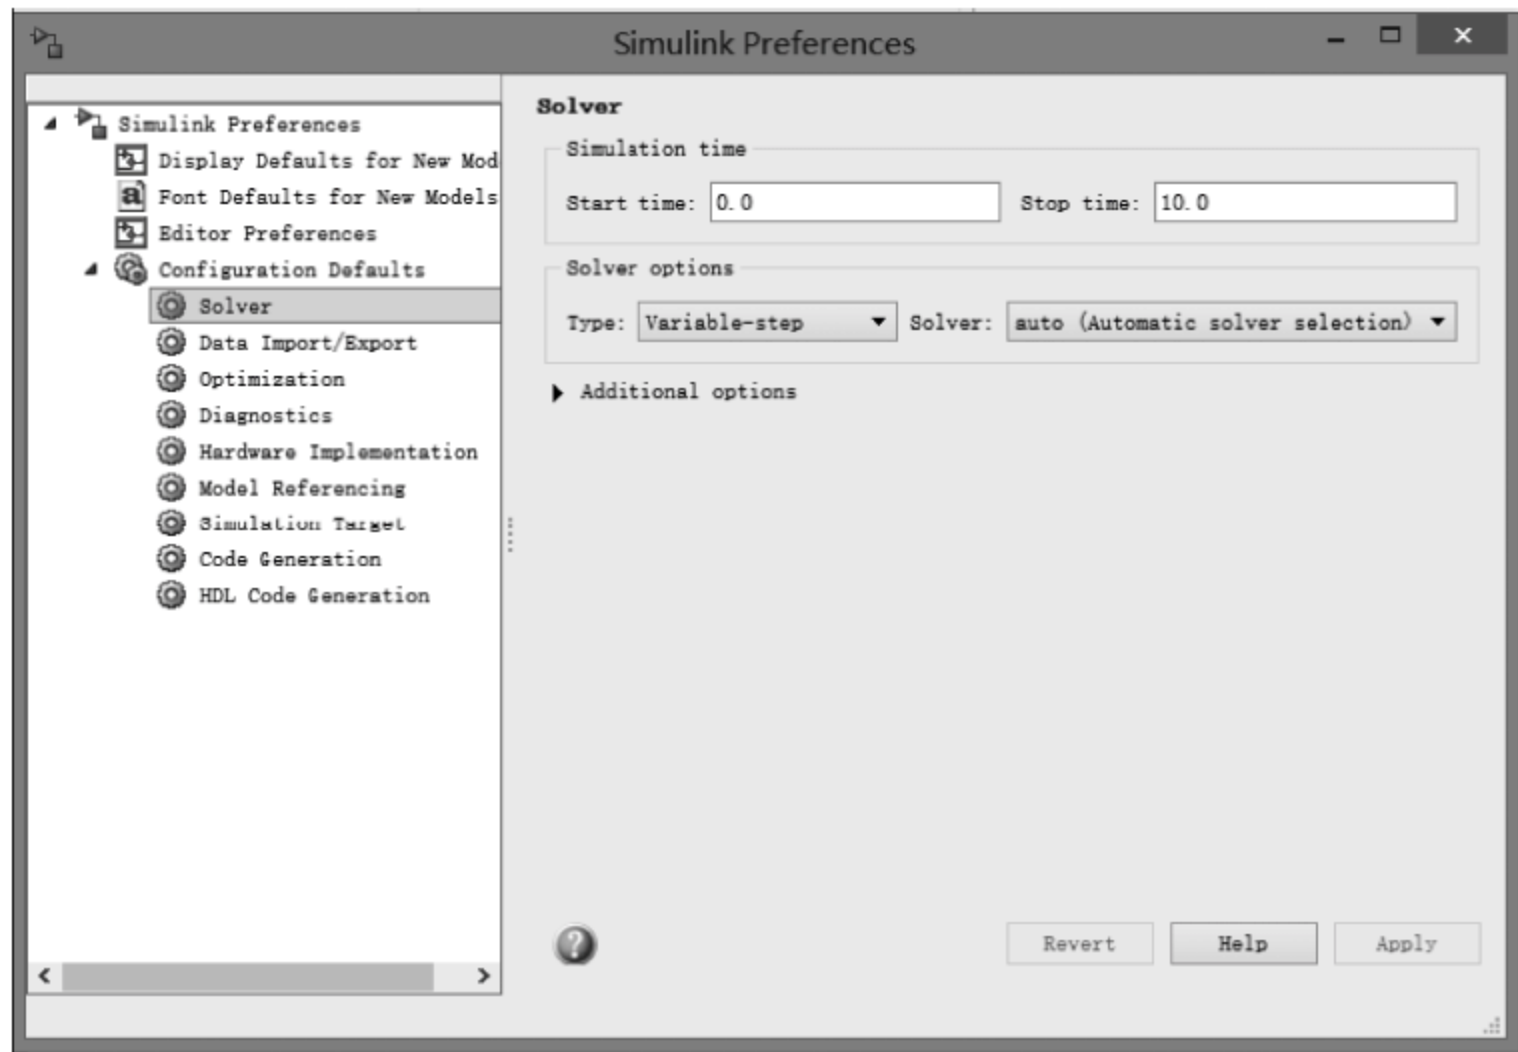 Simulink Preferences
Simulink Preferences
Display Defaults for New Mod
Font Defaults for New Models
Editor Preferences
Configuration Defaults
Solver
Data Import/Export
Optimization
Diagnostics
Hardware Implementation
Model Referencing
Simulation Target
Code Generation
HDL Code Generation
Solver
Simulation time
Start time: 0.0 Stop time: 10.0
Solver options
Type: Variable-step Solver: auto (Automatic solver selection)
Additional options
Revert Help Apply